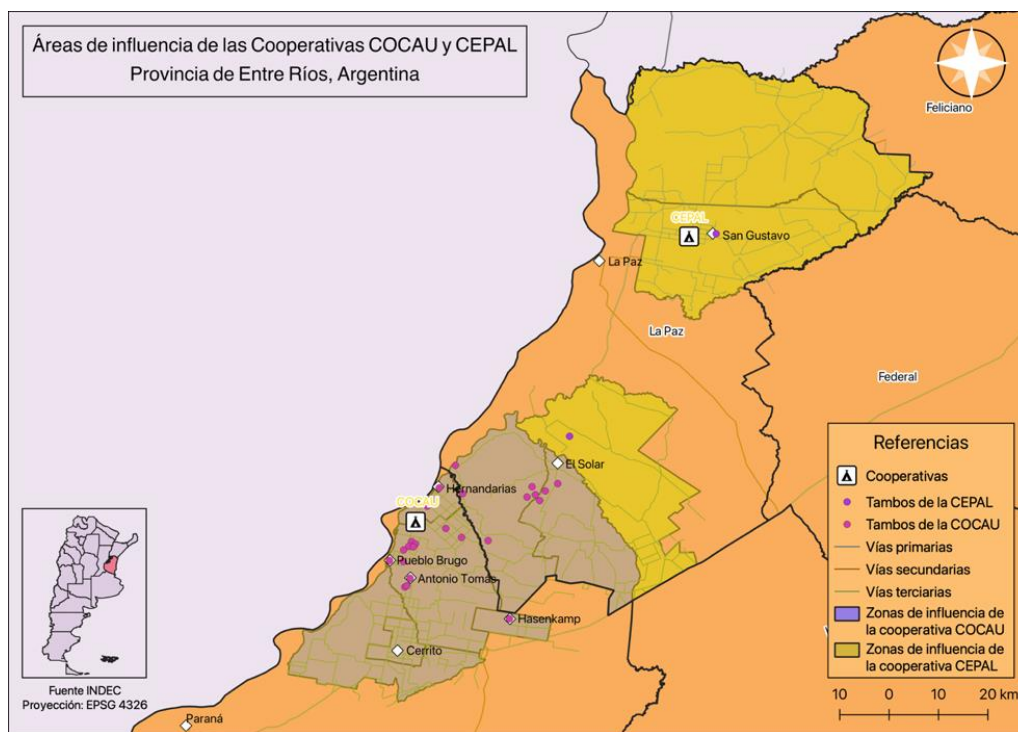 Áreas de influencia de las Cooperativas COCAU y CEPAL
Provincia de Entre Ríos, Argentina
Feliciano
CEPAL
San Gustavo
La Paz
La Paz
Federal
El Solar
Hernandarias
COCAU
Pueblo Brugo
Antonio Tomás
Hasenkamp
Cerrito
Paraná
Referencias
Cooperativas
Tambos de la CEPAL
Tambos de la COCAU
Vías primarias
Vías secundarias
Vías terciarias
Zonas de influencia de
la cooperativa COCAU
Zonas de influencia de
la cooperativa CEPAL
10 0 10 20 km
Fuente INDEC
Proyección: EPSG 4326